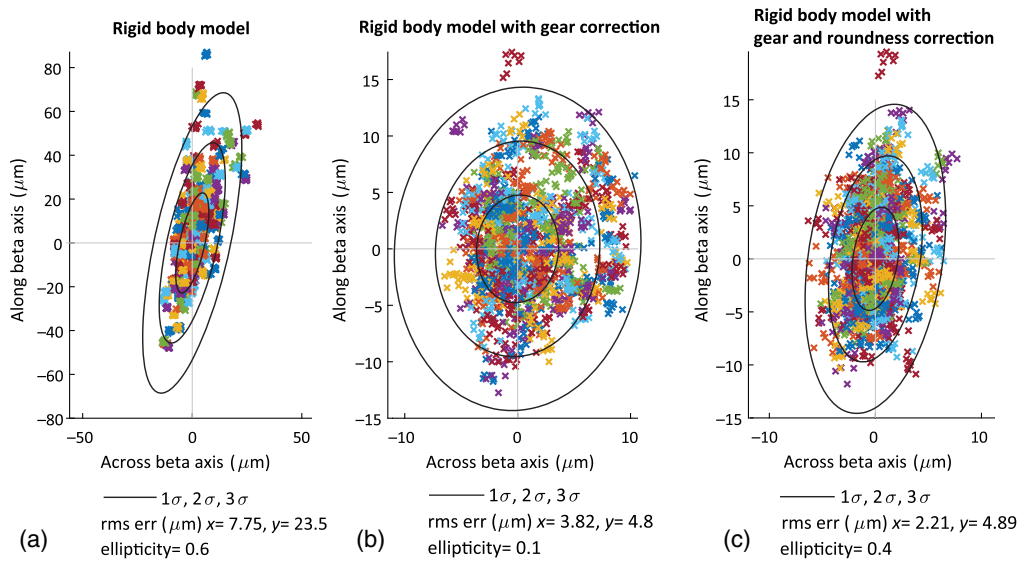 Rigid body model
80
60
40
20
0
−20
−40
−60
−80
−50
0
50
Along beta axis (μm)
Across beta axis (μm)
1σ, 2σ, 3σ
rms err (μm) x= 7.75, y= 23.5
ellipticity= 0.6
(a)
Rigid body model with gear correction
15
10
5
0
−5
−10
−15
−10
0
10
Along beta axis (μm)
Across beta axis (μm)
1σ, 2σ, 3σ
rms err (μm) x= 3.82, y= 4.8
ellipticity= 0.1
(b)
Rigid body model with
gear and roundness correction
15
10
5
0
−5
−10
−15
−10
0
10
Along beta axis (μm)
Across beta axis (μm)
1σ, 2σ, 3σ
rms err ( μm) x= 2.21, y= 4.89
ellipticity= 0.4
(c)